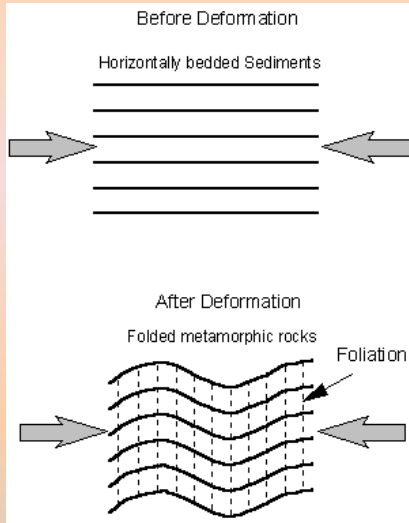 Before Deformation
Horizontally bedded Sediments
After Deformation
Folded metamorphic rocks
Foliation